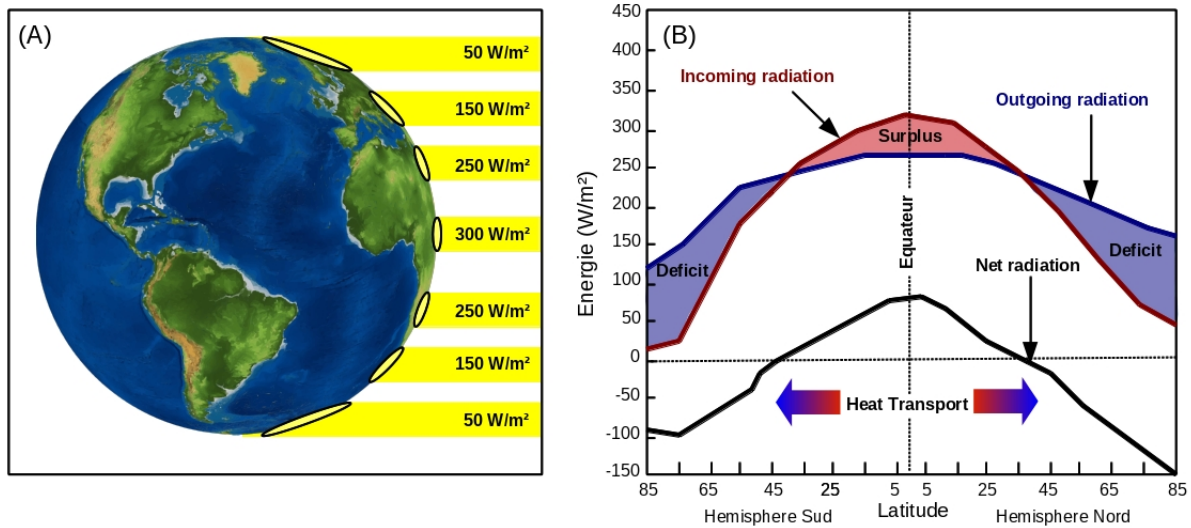 (A)
50 W/m²
150 W/m²
250 W/m²
300 W/m²
250 W/m²
150 W/m²
50 W/m²
(B)
Energie (W/m²)
450
400
350
300
250
200
150
100
50
0
-50
-100
-150
Incoming radiation
Outgoing radiation
Surplus
Equateur
Deficit
Deficit
Net radiation
Heat Transport
85 65 45 25 5 5 25 45 65 85
Latitude
Hemisphere Sud
Hemisphere Nord